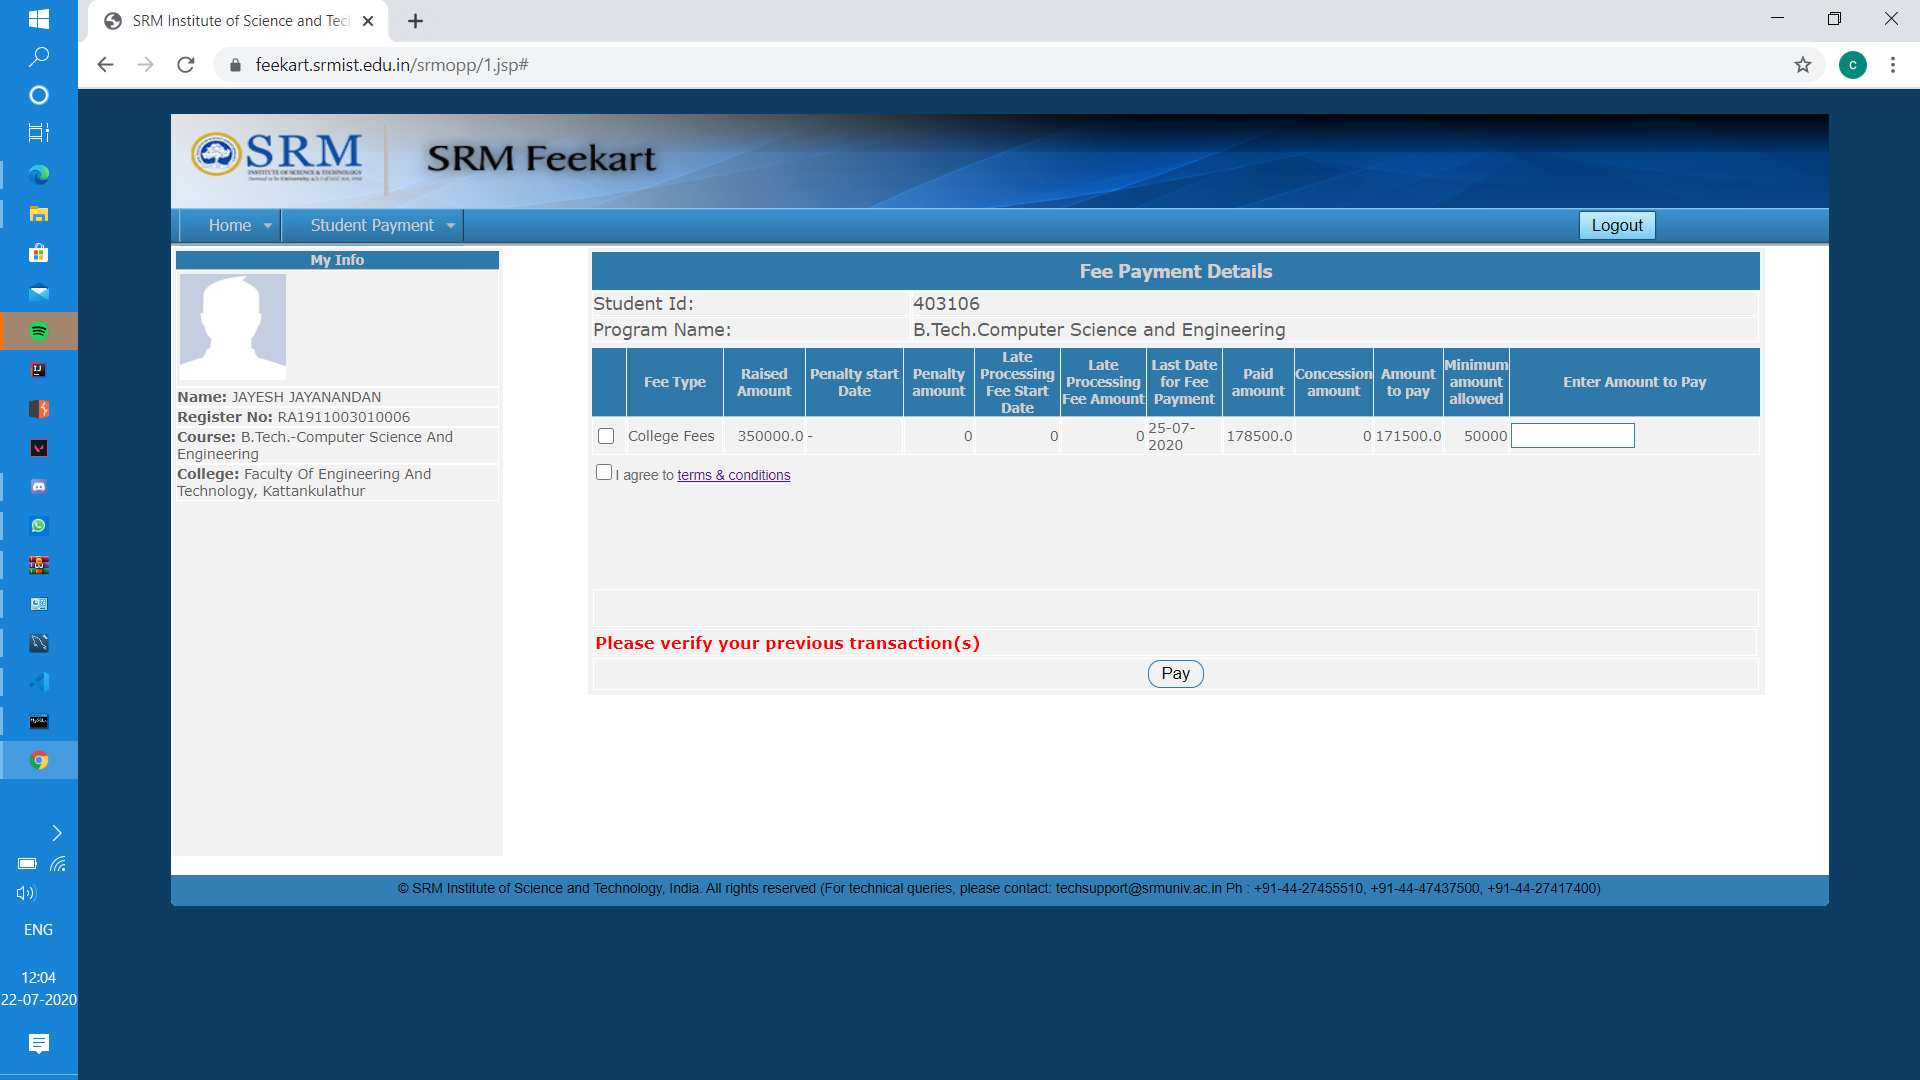 SRM Institute of Science and Tec
feekart.srmist.edu.in/srmopp/1.jsp#
c
SRM
INSTITUTE OF SCIENCE & TECHNOLOGY
SRM Feekart
Home
Student Payment
Logout
My Info
Name: JAYESH JAYANANDAN
Register No: RA1911003010006
Course: B.Tech.-Computer Science And
Engineering
College: Faculty Of Engineering And
Technology, Kattankulathur
Fee Payment Details
Student Id: 403106
Program Name: B.Tech.Computer Science and Engineering
Fee Type
Raised
Amount
Penalty start
Date
Penalty
amount
Late
Processing
Fee Start
Date
Late
Processing
Fee Amount
Last Date
for Fee
Payment
Paid
amount
Concession
amount
Amount
to pay
Minimum
amount
allowed
Enter Amount to Pay
College Fees 350000.0 - 0 0 0 25-07-
2020 178500.0 0 171500.0 50000
I agree to terms & conditions
Please verify your previous transaction(s)
Pay
© SRM Institute of Science and Technology, India. All rights reserved (For technical queries, please contact: techsupport@srmuniv.ac.in Ph : +91-44-27455510, +91-44-47437500, +91-44-27417400)
ENG
12:04
22-07-2020